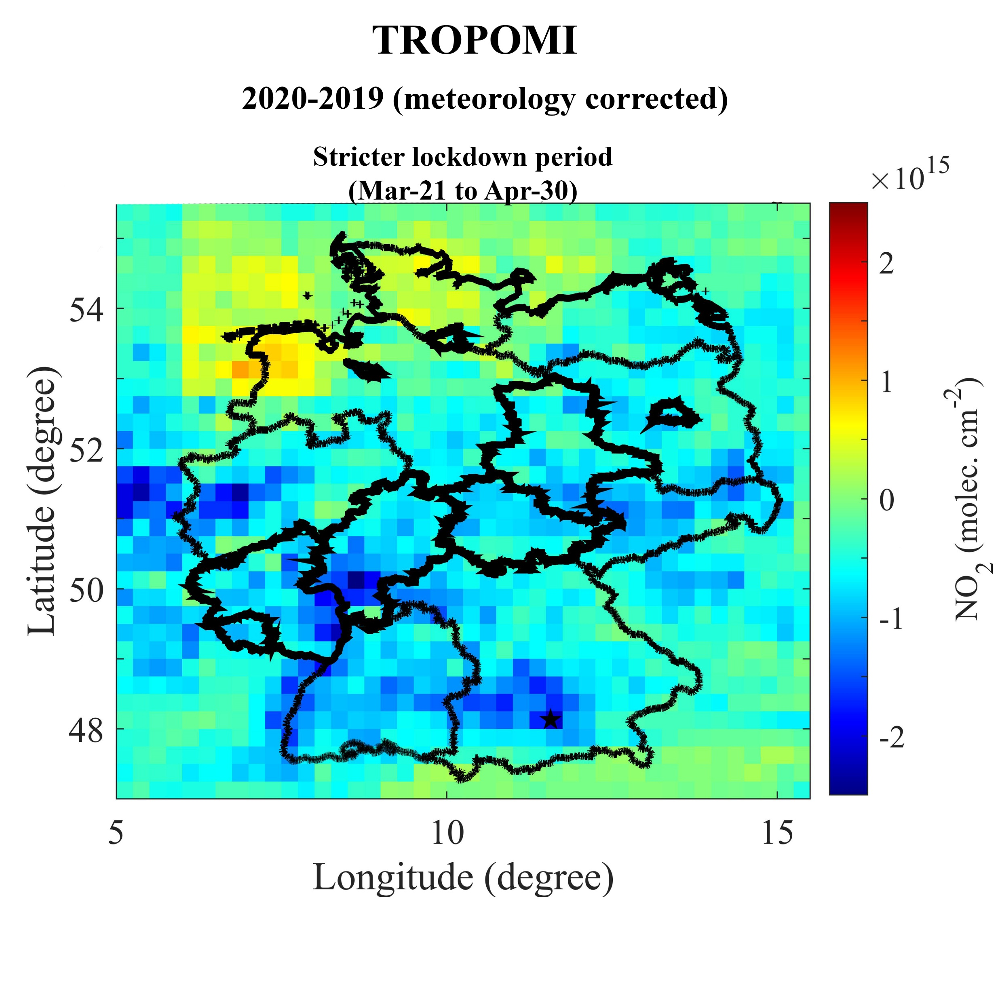 TROPOMI
2020-2019 (meteorology corrected)
Stricter lockdown period
(Mar-21 to Apr-30)
×10^15
54
52
50
48
Latitude (degree)
5
10
15
Longitude (degree)
2
1
0
-1
-2
NO_2 (molec. cm^-2)